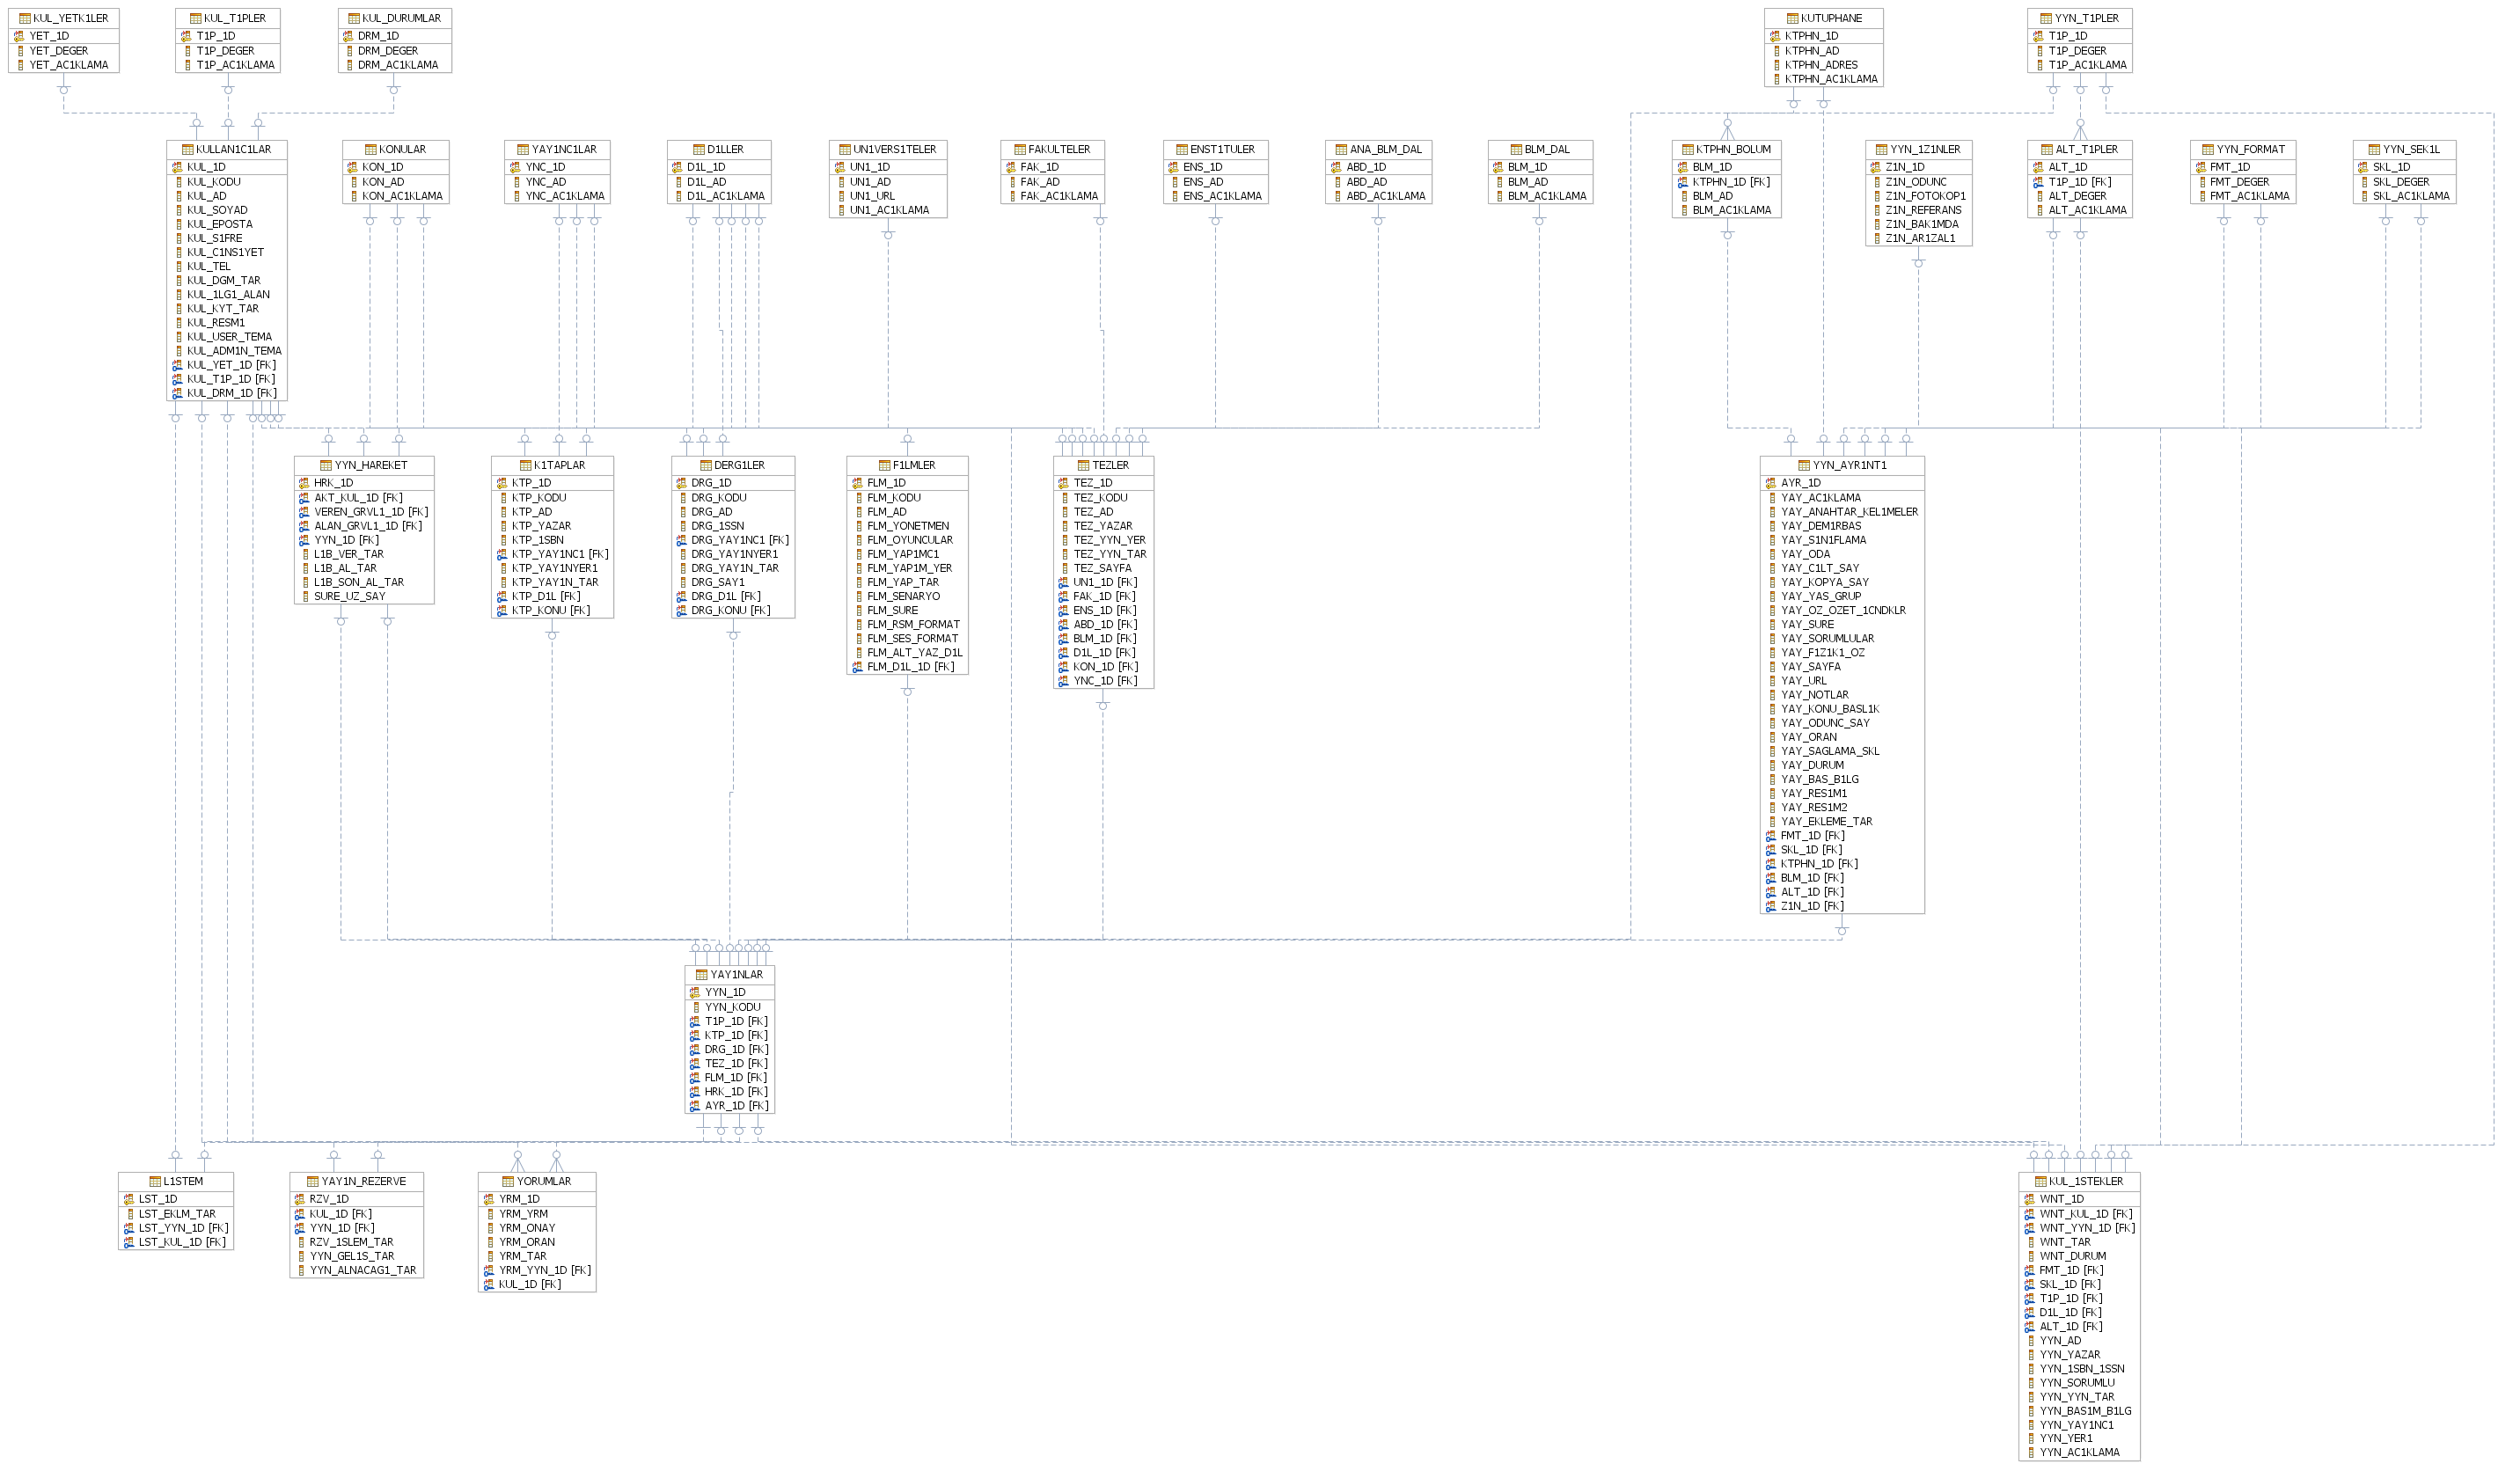 KUL_YETK1LER
YET_1D
YET_DEGER
YET_AC1KLAMA
KUL_T1PLER
T1P_1D
T1P_DEGER
T1P_AC1KLAMA
KUL_DURUMLAR
DRM_1D
DRM_DEGER
DRM_AC1KLAMA
KUTUPHANE
KTPHN_1D
KTPHN_AD
KTPHN_ADRES
KTPHN_AC1KLAMA
YYN_T1PLER
T1P_1D
T1P_DEGER
T1P_AC1KLAMA
KULLAN1C1LAR
KUL_1D
KUL_KODU
KUL_AD
KUL_SOYAD
KUL_EPOSTA
KUL_S1FRE
KUL_C1NS1YET
KUL_TEL
KUL_DGM_TAR
KUL_1LG1_ALAN
KUL_KYT_TAR
KUL_RESM1
KUL_USER_TEMA
KUL_ADM1N_TEMA
KUL_YET_1D [FK]
KUL_T1P_1D [FK]
KUL_DRM_1D [FK]
KONULAR
KON_1D
KON_AD
KON_AC1KLAMA
YAY1NC1LAR
YNC_1D
YNC_AD
YNC_AC1KLAMA
D1LLER
D1L_1D
D1L_AD
D1L_AC1KLAMA
UN1VERS1TELER
UN1_1D
UN1_AD
UN1_URL
UN1_AC1KLAMA
FAKULTELER
FAK_1D
FAK_AD
FAK_AC1KLAMA
ENST1TULER
ENS_1D
ENS_AD
ENS_AC1KLAMA
ANA_BLM_DAL
ABD_1D
ABD_AD
ABD_AC1KLAMA
BLM_DAL
BLM_1D
BLM_AD
BLM_AC1KLAMA
KTPHN_BOLUM
BLM_1D
KTPHN_1D [FK]
BLM_AD
BLM_AC1KLAMA
YYN_1Z1NLER
Z1N_1D
Z1N_ODUNC
Z1N_FOTOKOP1
Z1N_REFERANS
Z1N_BAK1MDA
Z1N_AR1ZAL1
ALT_T1PLER
ALT_1D
T1P_1D [FK]
ALT_DEGER
ALT_AC1KLAMA
YYN_FORMAT
FMT_1D
FMT_DEGER
FMT_AC1KLAMA
YYN_SEK1L
SKL_1D
SKL_DEGER
SKL_AC1KLAMA
YYN_HAREKET
HRK_1D
AKT_KUL_1D [FK]
VEREN_GRVL1_1D [FK]
ALAN_GRVL1_1D [FK]
YYN_1D [FK]
L1B_VER_TAR
L1B_AL_TAR
L1B_SON_AL_TAR
SURE_UZ_SAY
K1TAPLAR
KTP_1D
KTP_KODU
KTP_AD
KTP_YAZAR
KTP_1SBN
KTP_YAY1NC1 [FK]
KTP_YAY1NYER1
KTP_YAY1N_TAR
KTP_D1L [FK]
KTP_KONU [FK]
DERG1LER
DRG_1D
DRG_KODU
DRG_AD
DRG_1SSN
DRG_YAY1NC1 [FK]
DRG_YAY1NYER1
DRG_YAY1N_TAR
DRG_SAY1
DRG_D1L [FK]
DRG_KONU [FK]
F1LMLER
FLM_1D
FLM_KODU
FLM_AD
FLM_YONETMEN
FLM_OYUNCULAR
FLM_YAP1MC1
FLM_YAP1M_YER
FLM_YAP_TAR
FLM_SENARYO
FLM_SURE
FLM_RSM_FORMAT
FLM_SES_FORMAT
FLM_ALT_YAZ_D1L
FLM_D1L_1D [FK]
TEZLER
TEZ_1D
TEZ_KODU
TEZ_AD
TEZ_YAZAR
TEZ_YYN_YER
TEZ_YYN_TAR
TEZ_SAYFA
UN1_1D [FK]
FAK_1D [FK]
ENS_1D [FK]
ABD_1D [FK]
BLM_1D [FK]
D1L_1D [FK]
KON_1D [FK]
YNC_1D [FK]
YYN_AYR1NT1
AYR_1D
YAY_AC1KLAMA
YAY_ANAHTAR_KEL1MELER
YAY_DEM1RBAS
YAY_S1N1FLAMA
YAY_ODA
YAY_C1LT_SAY
YAY_KOPYA_SAY
YAY_YAS_GRUP
YAY_OZ_OZET_1CNDKLR
YAY_SURE
YAY_SORUMLULAR
YAY_F1Z1K1_OZ
YAY_SAYFA
YAY_URL
YAY_NOTLAR
YAY_KONU_BASL1K
YAY_ODUNC_SAY
YAY_ORAN
YAY_SAGLAMA_SKL
YAY_DURUM
YAY_BAS_B1LG
YAY_RES1M1
YAY_RES1M2
YAY_EKLEME_TAR
FMT_1D [FK]
SKL_1D [FK]
KTPHN_1D [FK]
BLM_1D [FK]
ALT_1D [FK]
Z1N_1D [FK]
YAY1NLAR
YYN_1D
YYN_KODU
T1P_1D [FK]
KTP_1D [FK]
DRG_1D [FK]
TEZ_1D [FK]
FLM_1D [FK]
HRK_1D [FK]
AYR_1D [FK]
L1STEM
LST_1D
LST_EKLM_TAR
LST_YYN_1D [FK]
LST_KUL_1D [FK]
YAY1N_REZERVE
RZV_1D
KUL_1D [FK]
YYN_1D [FK]
RZV_1SLEM_TAR
YYN_GEL1S_TAR
YYN_ALNACAG1_TAR
YORUMLAR
YRM_1D
YRM_YRM
YRM_ONAY
YRM_ORAN
YRM_TAR
YRM_YYN_1D [FK]
KUL_1D [FK]
KUL_1STEKLER
WNT_1D
WNT_KUL_1D [FK]
WNT_YYN_1D [FK]
WNT_TAR
WNT_DURUM
FMT_1D [FK]
SKL_1D [FK]
T1P_1D [FK]
D1L_1D [FK]
ALT_1D [FK]
YYN_AD
YYN_YAZAR
YYN_1SBN_1SSN
YYN_SORUMLU
YYN_YYN_TAR
YYN_BAS1M_B1LG
YYN_YAY1NC1
YYN_YER1
YYN_AC1KLAMA